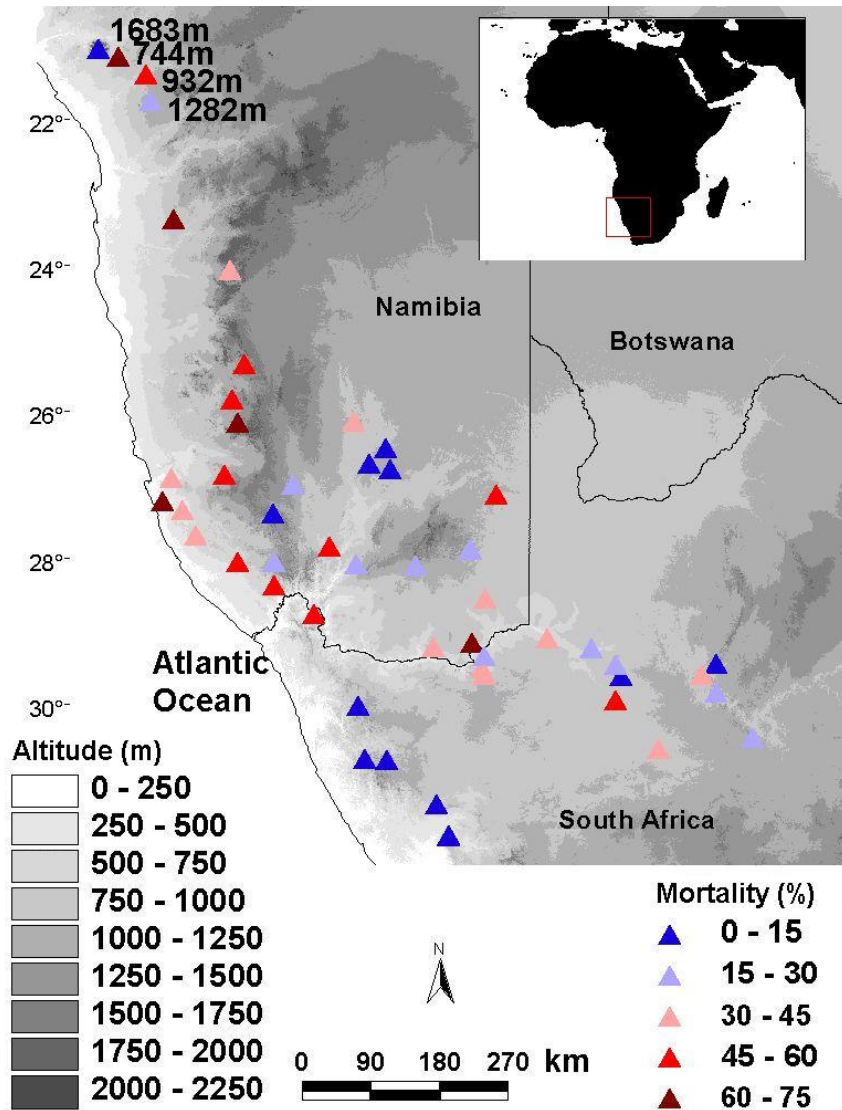 1683m
744m
932m
1282m
22°
24°
Namibia
Botswana
26°
28°
Atlantic
Ocean
30°
South Africa
Altitude (m)
0 - 250
250 - 500
500 - 750
750 - 1000
1000 - 1250
1250 - 1500
1500 - 1750
1750 - 2000
2000 - 2250
N
0 90 180 270 km
Mortality (%)
0 - 15
15 - 30
30 - 45
45 - 60
60 - 75